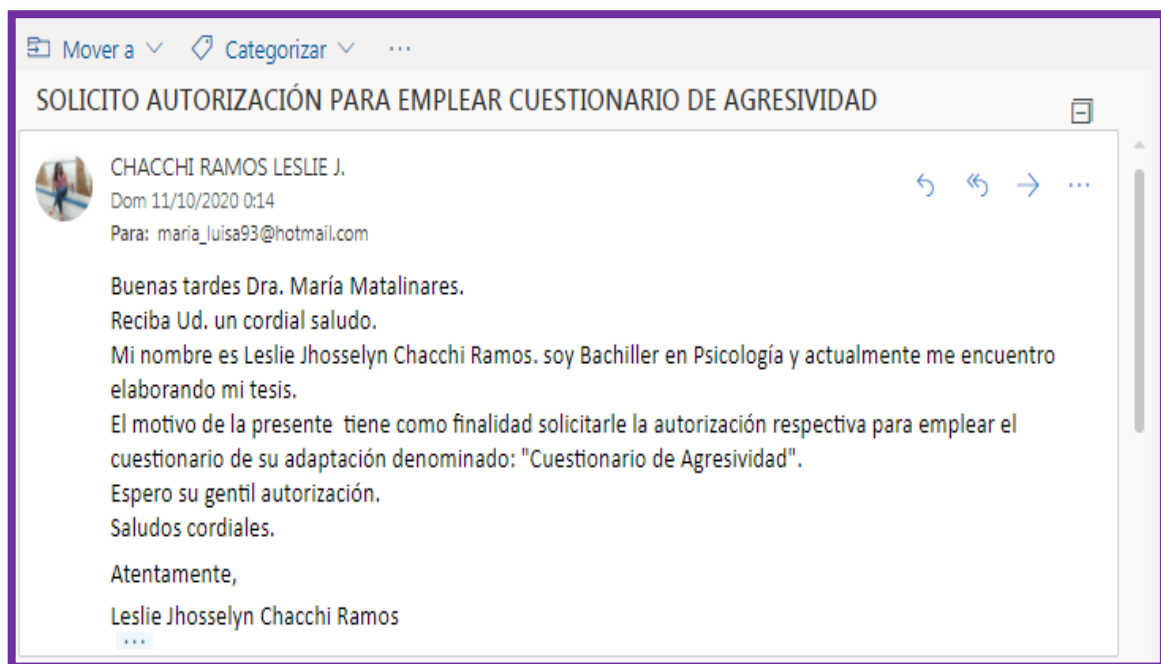 Mover a Categorizar ...
SOLICITO AUTORIZACIÓN PARA EMPLEAR CUESTIONARIO DE AGRESIVIDAD
CHACCHI RAMOS LESLIE J.
Dom 11/10/2020 0:14
Para: maria_luisa93@hotmail.com
Buenas tardes Dra. María Matalinares.
Reciba Ud. un cordial saludo.
Mi nombre es Leslie Jhosselyn Chacchi Ramos. soy Bachiller en Psicología y actualmente me encuentro
elaborando mi tesis.
El motivo de la presente tiene como finalidad solicitarle la autorización respectiva para emplear el
cuestionario de su adaptación denominado: "Cuestionario de Agresividad".
Espero su gentil autorización.
Saludos cordiales.
Atentamente,
Leslie Jhosselyn Chacchi Ramos
...